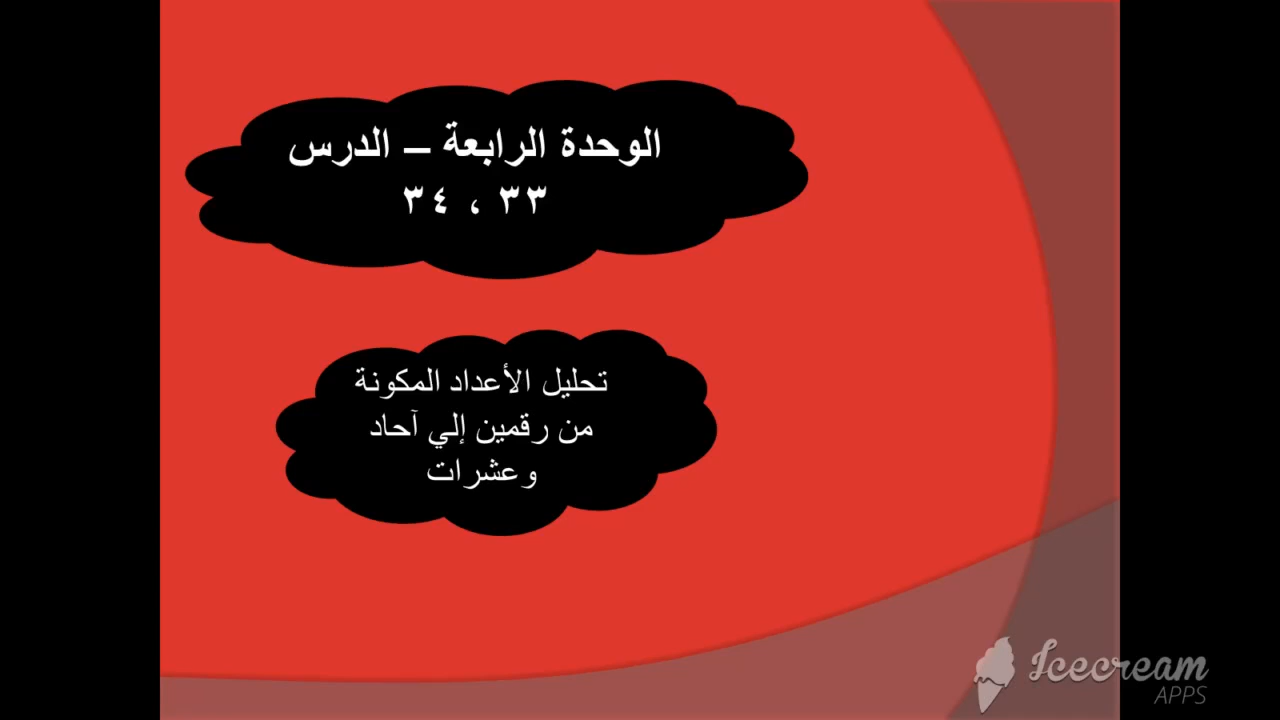 الوحدة الرابعة – الدرس
٣٣ ، ٣٤
تحليل الأعداد المكونة
من رقمين إلي آحاد
وعشرات
Icecream
APPS